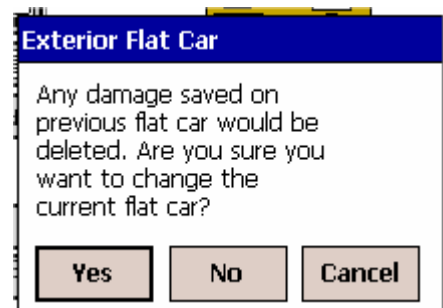 Exterior Flat Car
Any damage saved on
previous flat car would be
deleted. Are you sure you
want to change the
current flat car?
Yes No Cancel